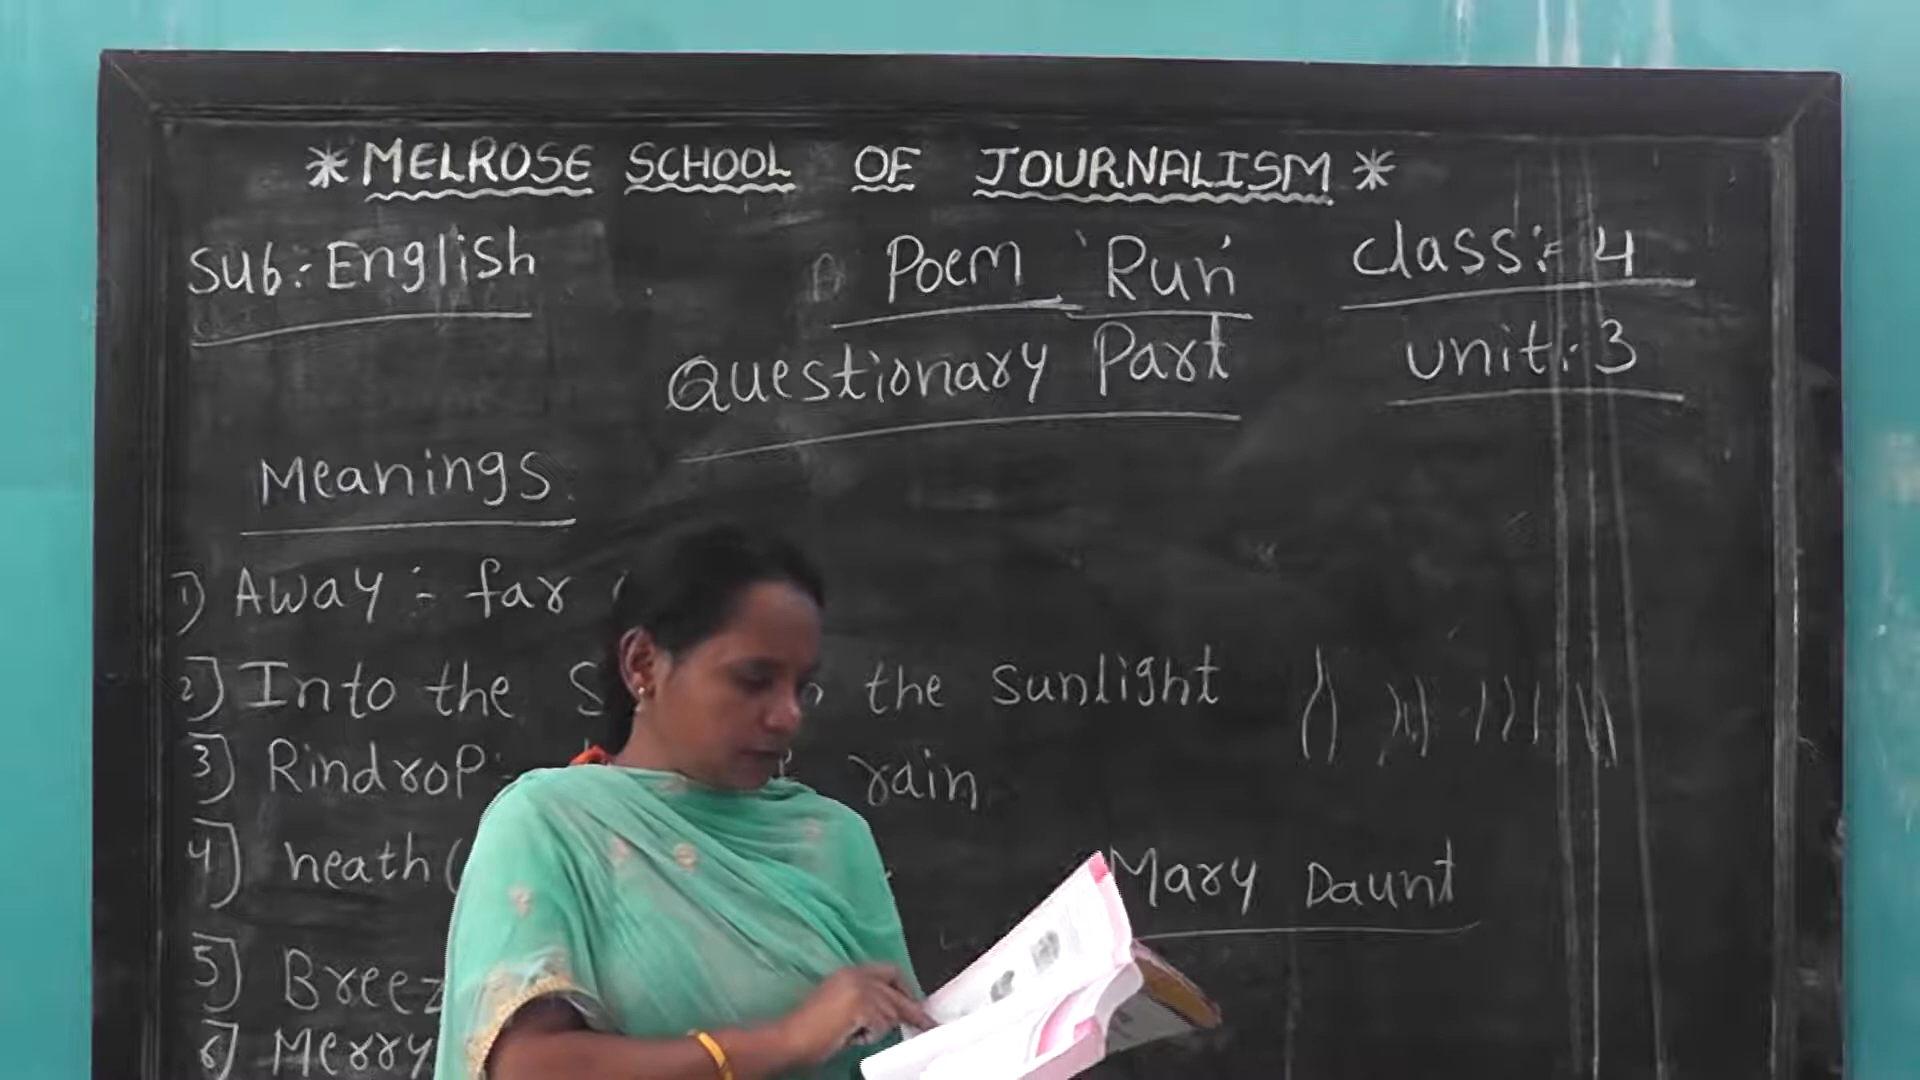 * MELROSE SCHOOL OF JOURNALISM *
Sub:- English Poem 'Run' class:- 4
Questionary Part unit:- 3
Meanings
1) Away :- far
2) Into the the sunlight
3) Rindrop rain
4) heath(
Mary Daunt
5) Breez
6) Merry